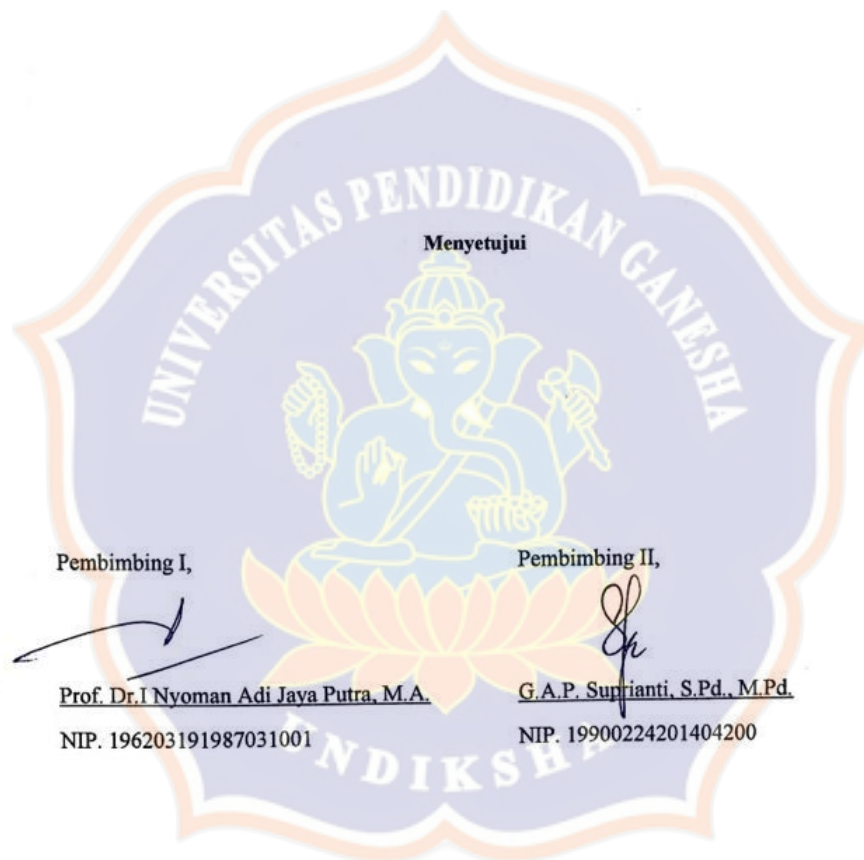 UNIVERSITAS PENDIDIKAN GANESHA
Menyetujui
Pembimbing I,
Pembimbing II,
Prof. Dr.I Nyoman Adi Jaya Putra, M.A.
G.A.P. Suprianti, S.Pd., M.Pd.
NIP. 196203191987031001
NIP. 19900224201404200
UNDIKSHA